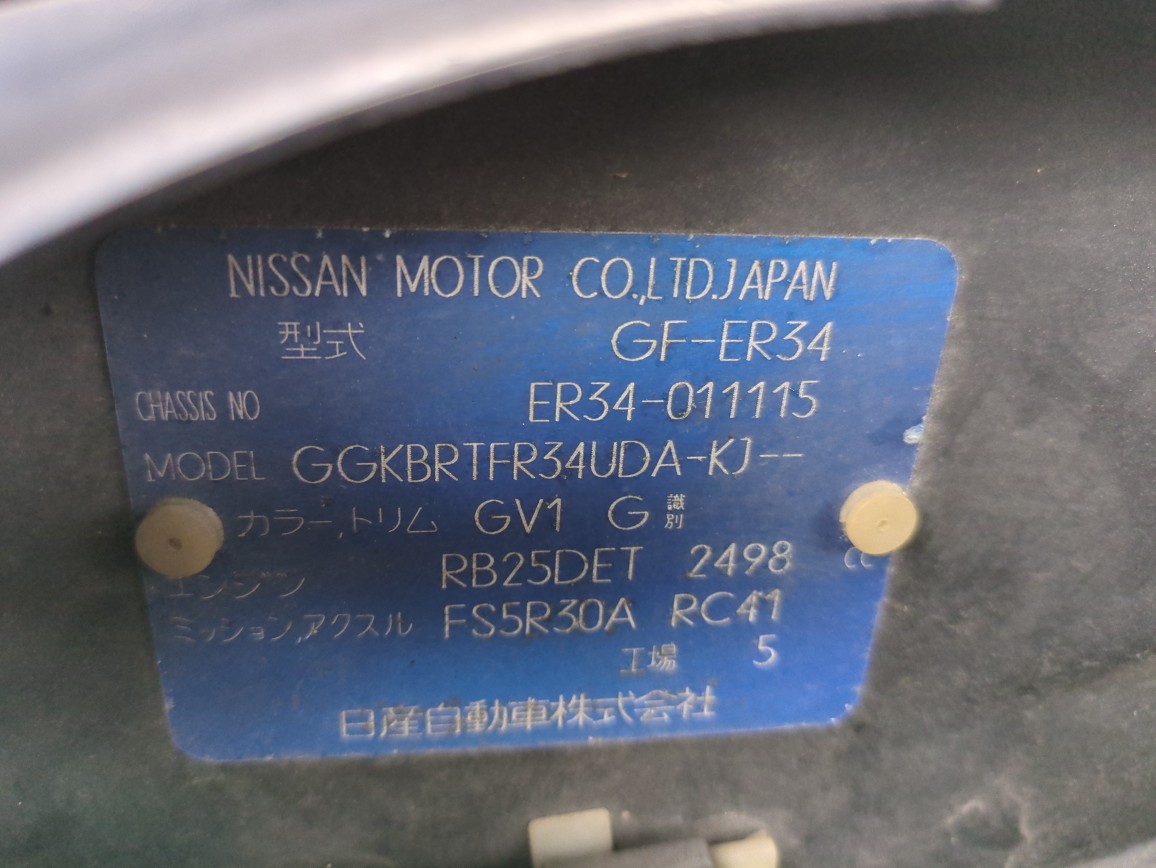 NISSAN MOTOR CO.,LTD.JAPAN
型式 GF-ER34
CHASSIS NO ER34-011115
MODEL GGKBRTFR34UDA-KJ--
カラー,トリム GV1 G 識別
エンジン RB25DET 2498 CC
ミッション,アクスル FS5R30A RC41
工場 5
日産自動車株式会社